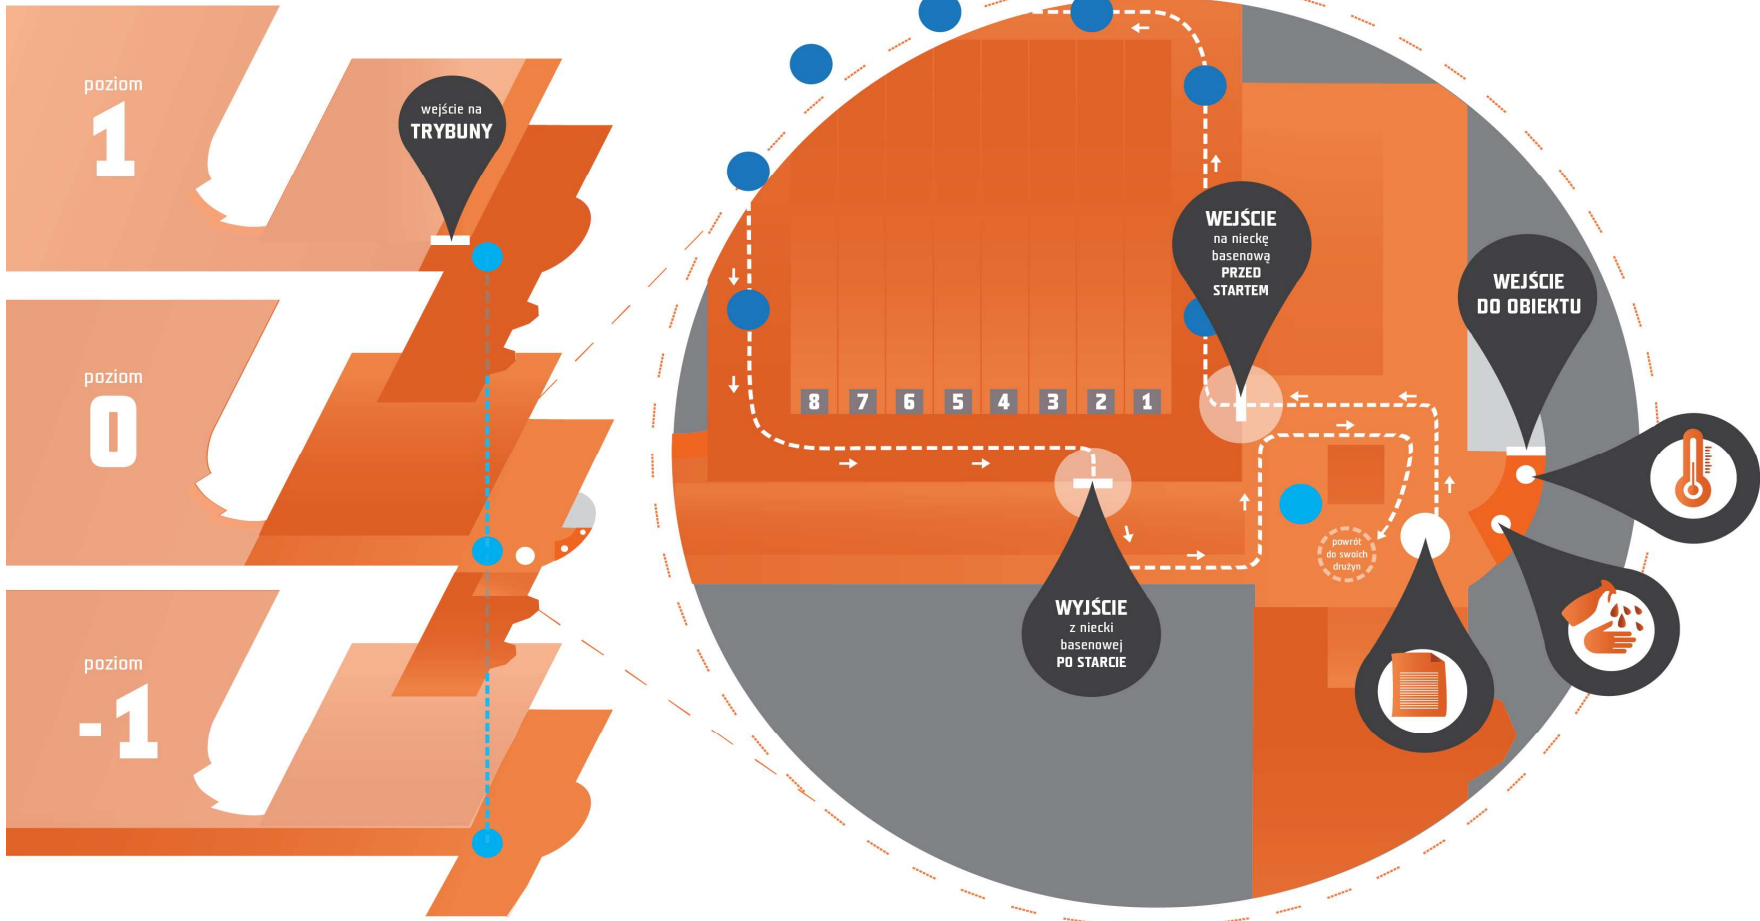 poziom
1
wejście na
TRYBUNY
poziom
0
poziom
-1
WEJŚCIE
na nieckę
basenową
PRZED
STARTEM
WEJŚCIE
DO OBIEKTU
8 7 6 5 4 3 2 1
powrót
do swoich
drużyn
WYJŚCIE
z niecki
basenowej
PO STARCIE